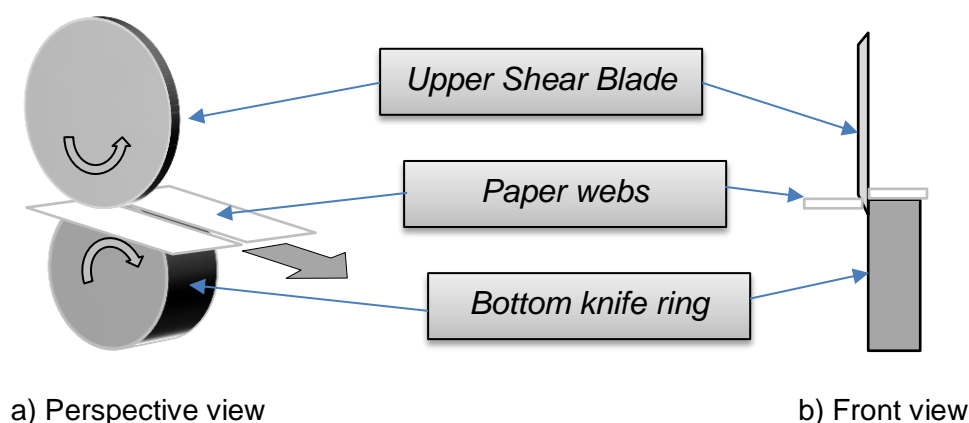 Upper Shear Blade
Paper webs
Bottom knife ring
a) Perspective view
b) Front view